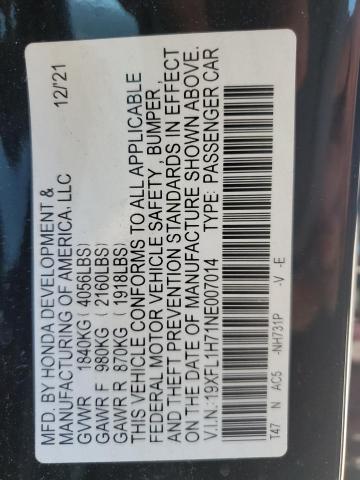 MFD. BY HONDA DEVELOPMENT &
MANUFACTURING OF AMERICA, LLC 12/'21
GVWR 1840KG (4056LBS)
GAWR F 980KG (2160LBS)
GAWR R 870KG (1918LBS)
THIS VEHICLE CONFORMS TO ALL APPLICABLE
FEDERAL MOTOR VEHICLE SAFETY, BUMPER,
AND THEFT PREVENTION STANDARDS IN EFFECT
ON THE DATE OF MANUFACTURE SHOWN ABOVE.
V.I.N.:19XFL1H71NE007014 TYPE: PASSENGER CAR
T47 N AC5 -NH731P -V -E